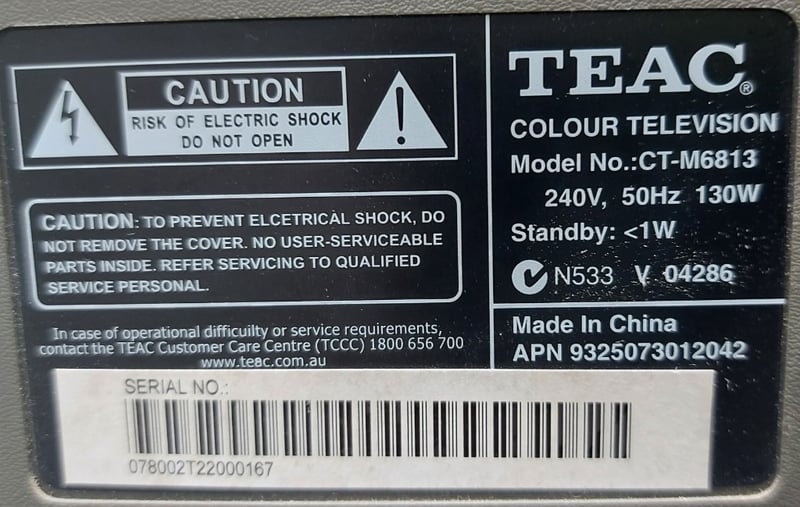 CAUTION
RISK OF ELECTRIC SHOCK
DO NOT OPEN
CAUTION: TO PREVENT ELCETRICAL SHOCK, DO
NOT REMOVE THE COVER. NO USER-SERVICEABLE
PARTS INSIDE. REFER SERVICING TO QUALIFIED
SERVICE PERSONAL.
In case of operational difficuilty or service requirements,
contact the TEAC Customer Care Centre (TCCC) 1800 656 700
www.teac.com.au
SERIAL NO.:
078002T22000167
TEAC®
COLOUR TELEVISION
Model No.:CT-M6813
240V, 50Hz 130W
Standby: <1W
N533 V 04286
Made In China
APN 9325073012042